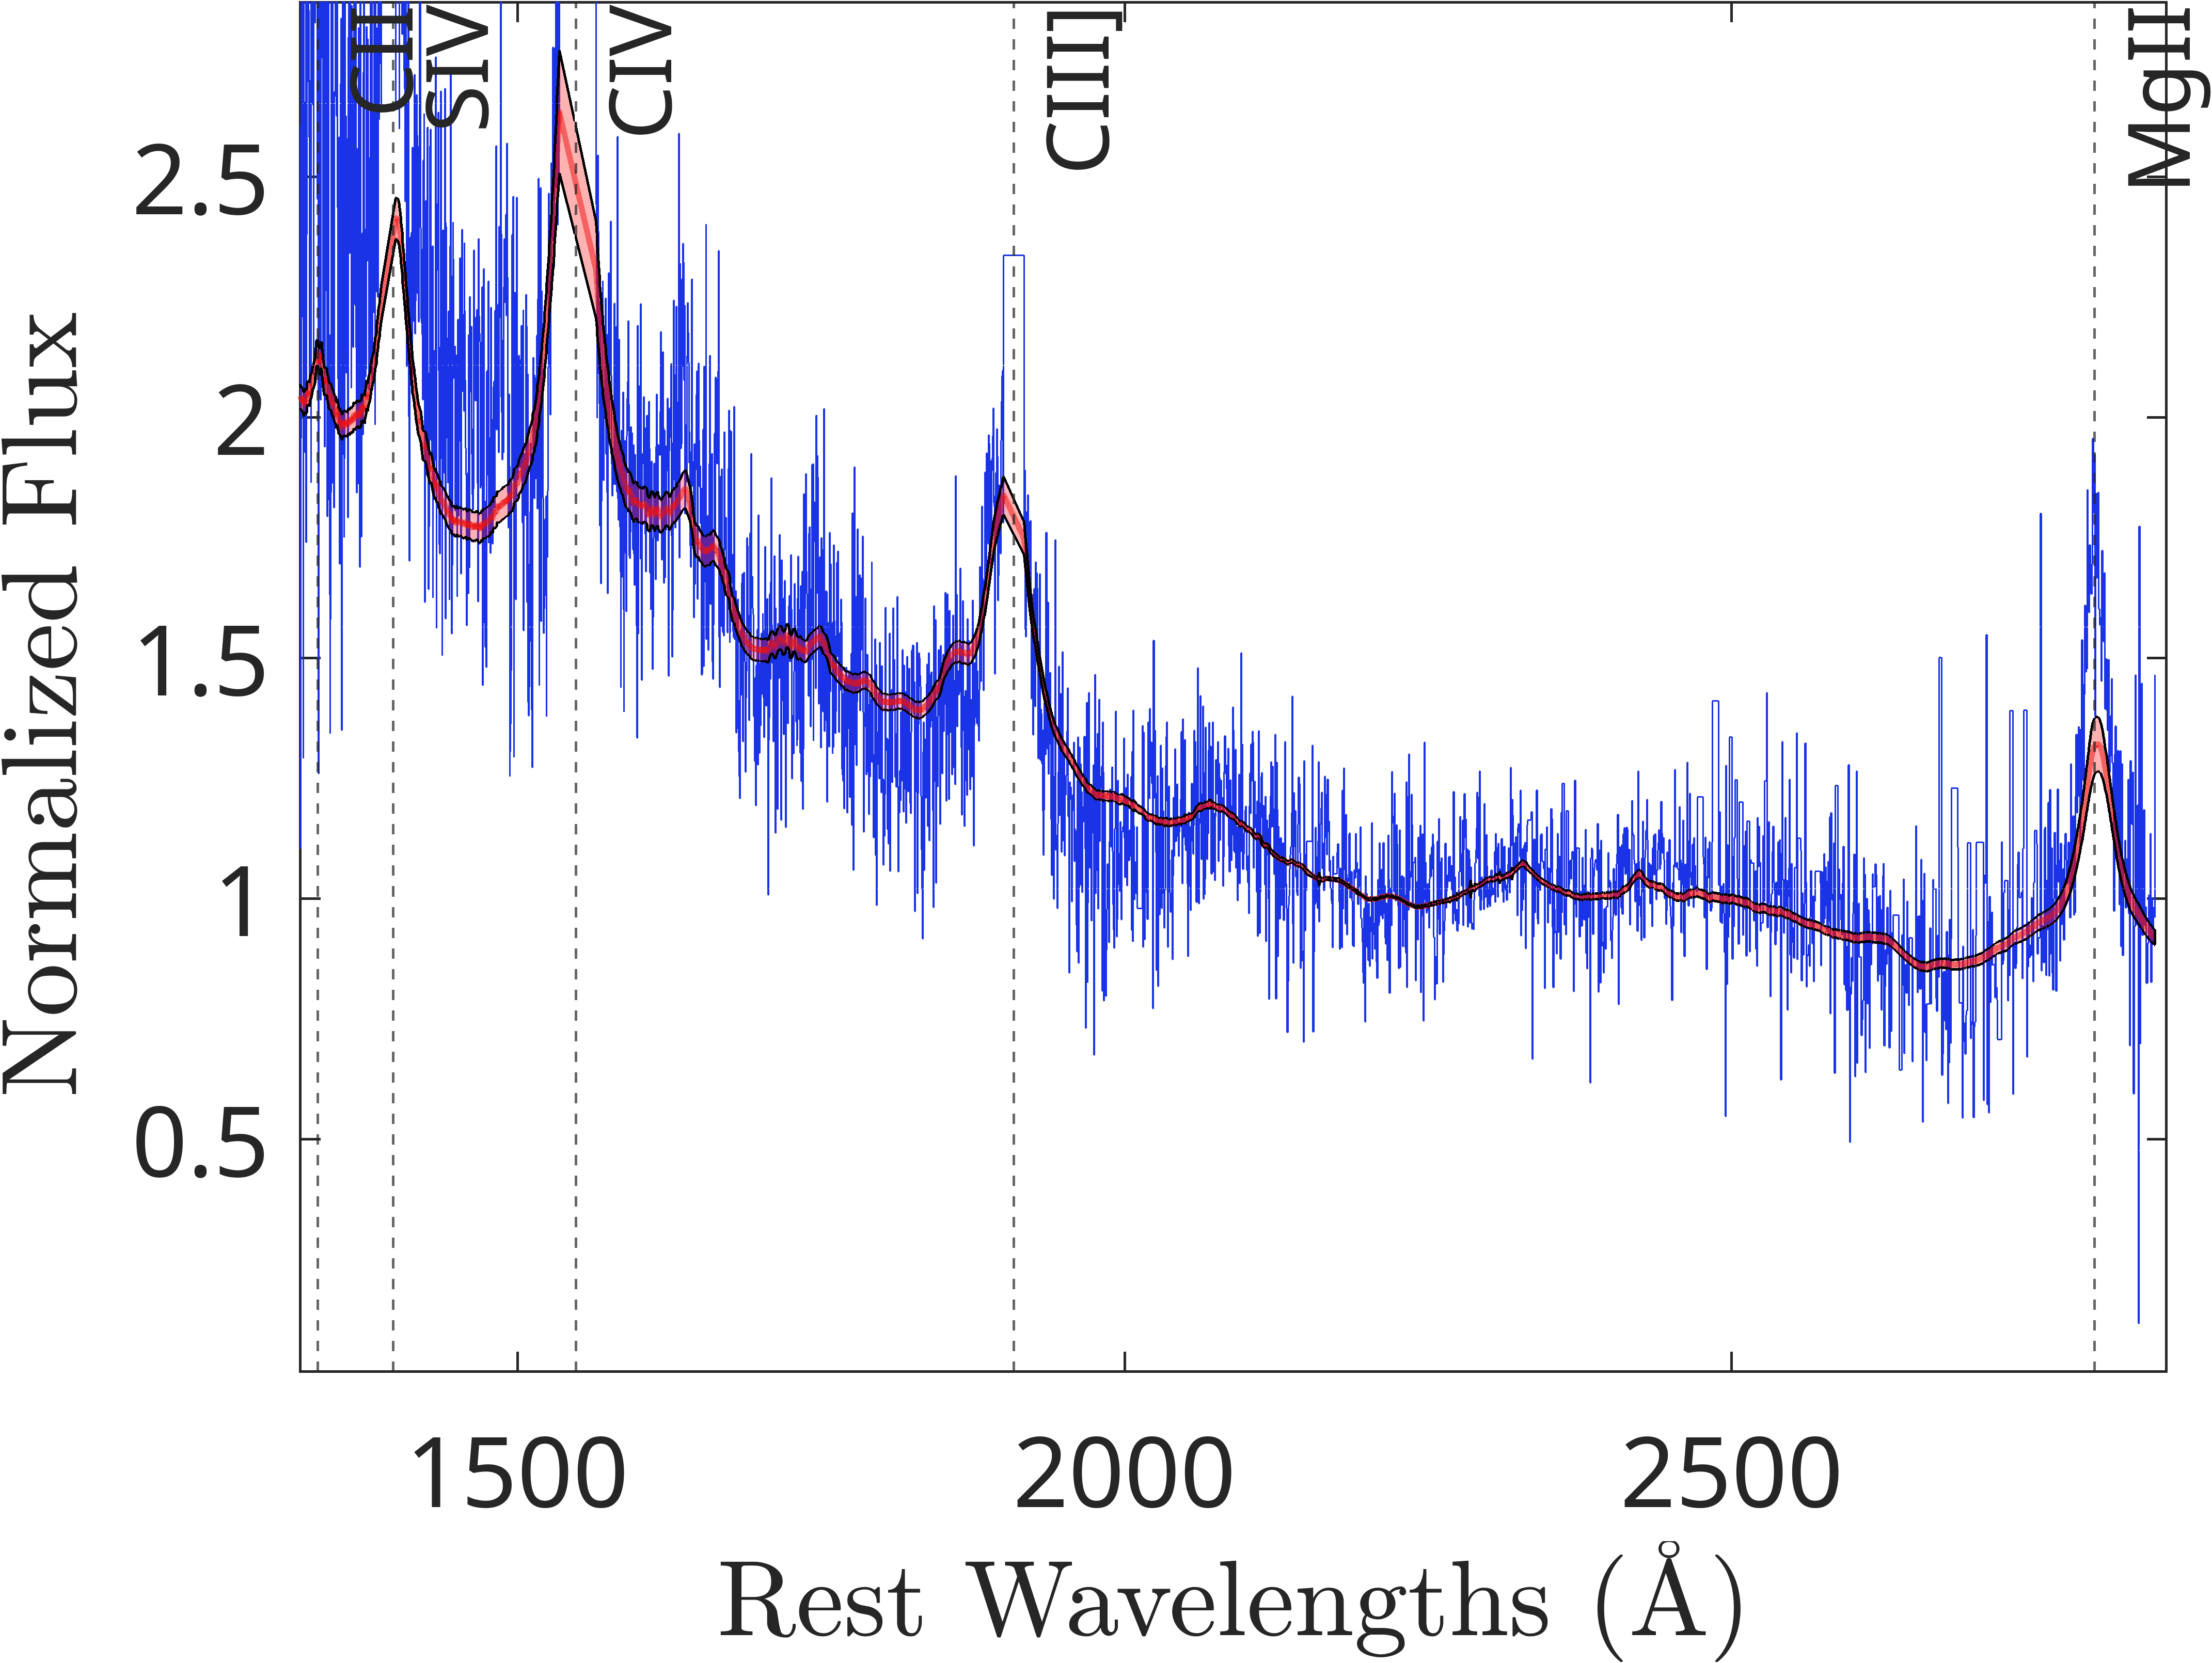 CII
SIV
CIV
CIII]
MgII
2.5
2
1.5
1
0.5
Normalized Flux
1500
2000
2500
Rest Wavelengths (Å)